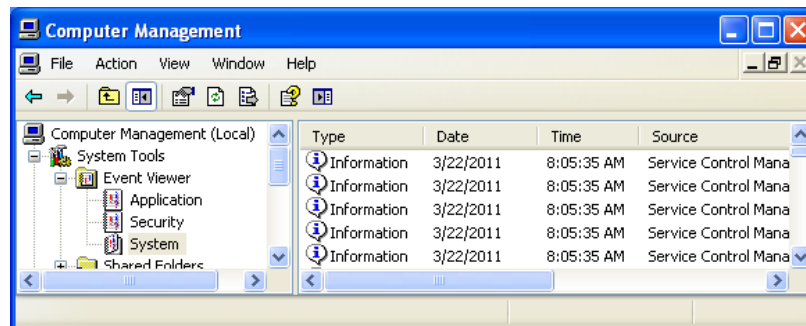 Computer Management
File Action View Window Help
Computer Management (Local)
System Tools
Event Viewer
Application
Security
System
Shared Folders
Type Date Time Source
Information 3/22/2011 8:05:35 AM Service Control Mana
Information 3/22/2011 8:05:35 AM Service Control Mana
Information 3/22/2011 8:05:35 AM Service Control Mana
Information 3/22/2011 8:05:35 AM Service Control Mana
Information 3/22/2011 8:05:35 AM Service Control Mana